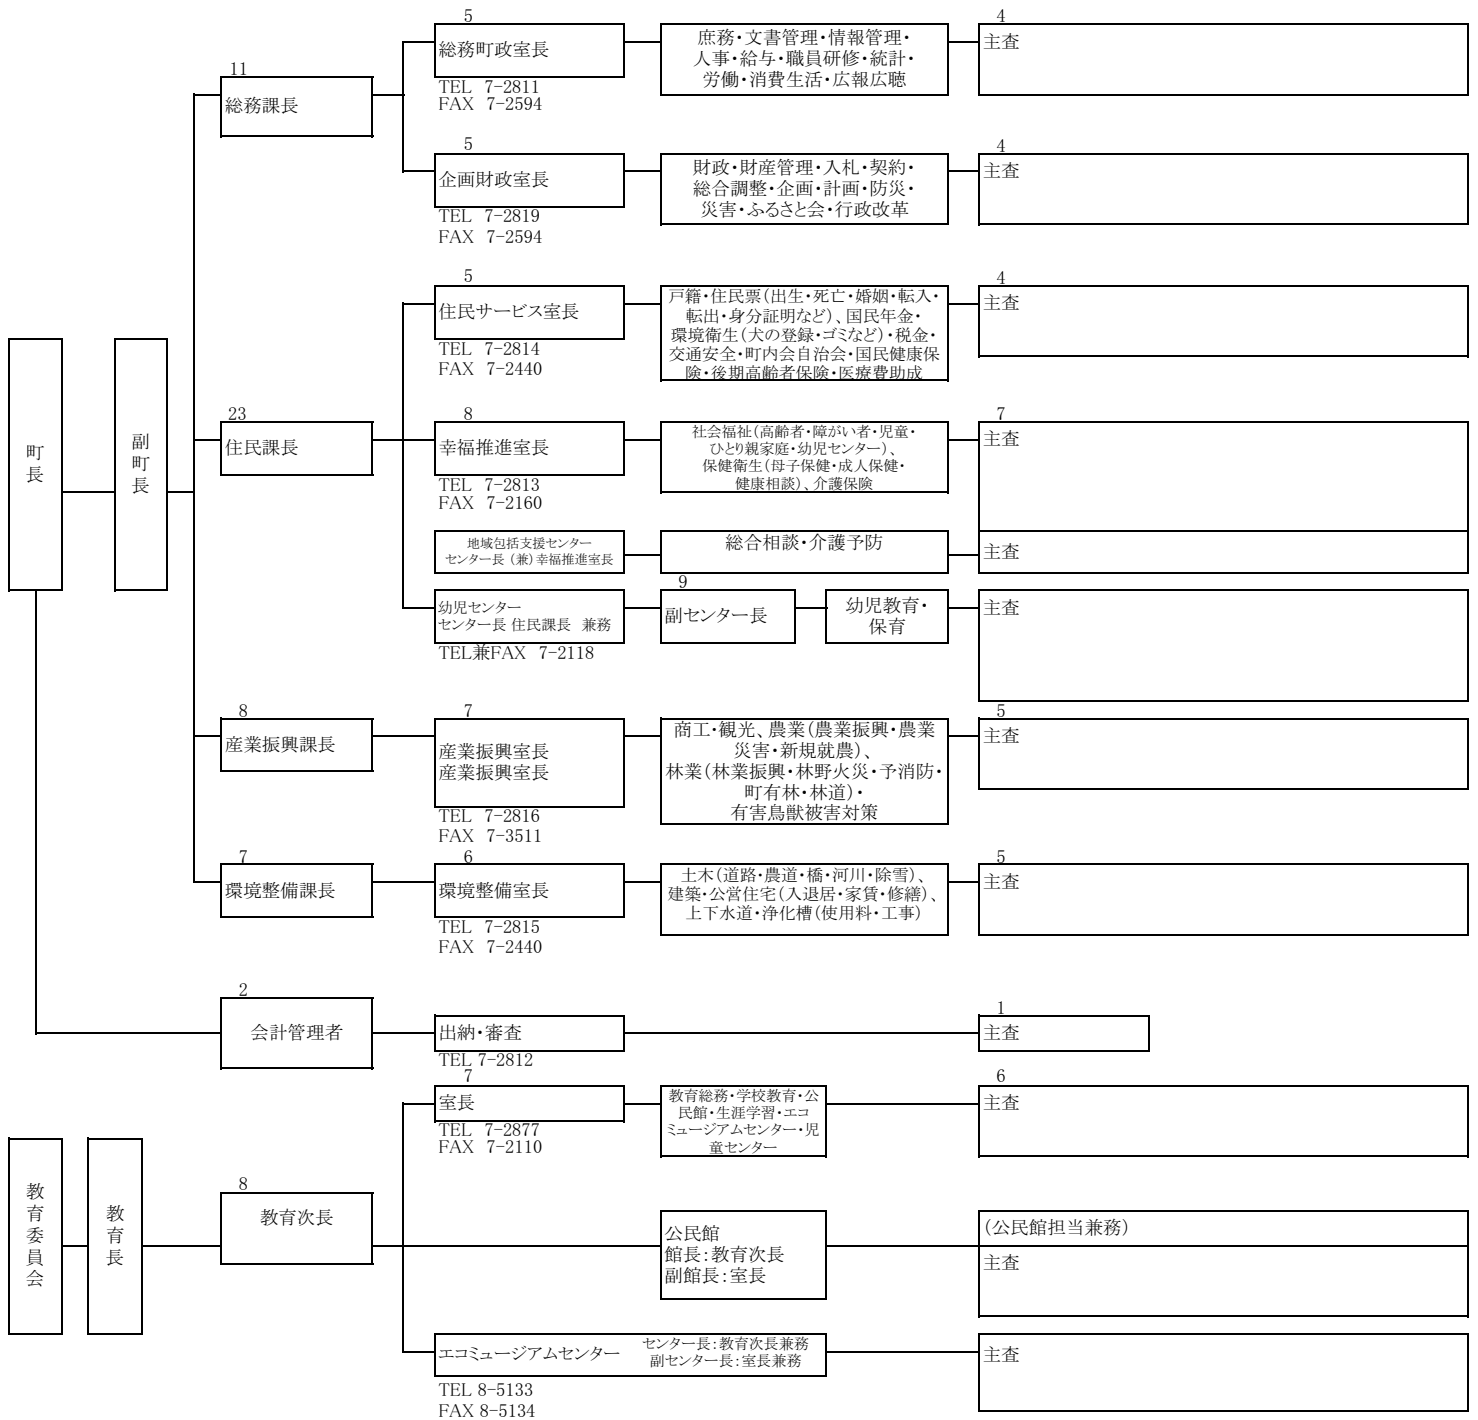 町長
副町長
11
総務課長
5
総務町政室長
TEL 7-2811
FAX 7-2594
庶務・文書管理・情報管理・
人事・給与・職員研修・統計・
労働・消費生活・広報広聴
4
主査
5
企画財政室長
TEL 7-2819
FAX 7-2594
財政・財産管理・入札・契約・
総合調整・企画・計画・防災・
災害・ふるさと会・行政改革
4
主査
23
住民課長
5
住民サービス室長
TEL 7-2814
FAX 7-2440
戸籍・住民票(出生・死亡・婚姻・転入・
転出・身分証明など)、国民年金・
環境衛生(犬の登録・ゴミなど)・税金・
交通安全・町内会自治会・国民健康保
険・後期高齢者保険・医療費助成
4
主査
8
幸福推進室長
TEL 7-2813
FAX 7-2160
社会福祉(高齢者・障がい者・児童・
ひとり親家庭・幼児センター)、
保健衛生(母子保健・成人保健・
健康相談)、介護保険
7
主査
地域包括支援センター
センター長 (兼)幸福推進室長
総合相談・介護予防
主査
幼児センター
センター長 住民課長 兼務
TEL兼FAX 7-2118
9
副センター長
幼児教育・
保育
主査
8
産業振興課長
7
産業振興室長
産業振興室長
TEL 7-2816
FAX 7-3511
商工・観光、農業(農業振興・農業
災害・新規就農)、
林業(林業振興・林野火災・予消防・
町有林・林道)・
有害鳥獣被害対策
5
主査
7
環境整備課長
6
環境整備室長
TEL 7-2815
FAX 7-2440
土木(道路・農道・橋・河川・除雪)、
建築・公営住宅(入退居・家賃・修繕)、
上下水道・浄化槽(使用料・工事)
5
主査
2
会計管理者
出納・審査
TEL 7-2812
1
主査
教育委員会
教育長
8
教育次長
7
室長
TEL 7-2877
FAX 7-2110
教育総務・学校教育・公
民館・生涯学習・エコ
ミュージアムセンター・児
童センター
6
主査
公民館
館長:教育次長
副館長:室長
(公民館担当兼務)
主査
エコミュージアムセンター
センター長:教育次長兼務
副センター長:室長兼務
TEL 8-5133
FAX 8-5134
主査